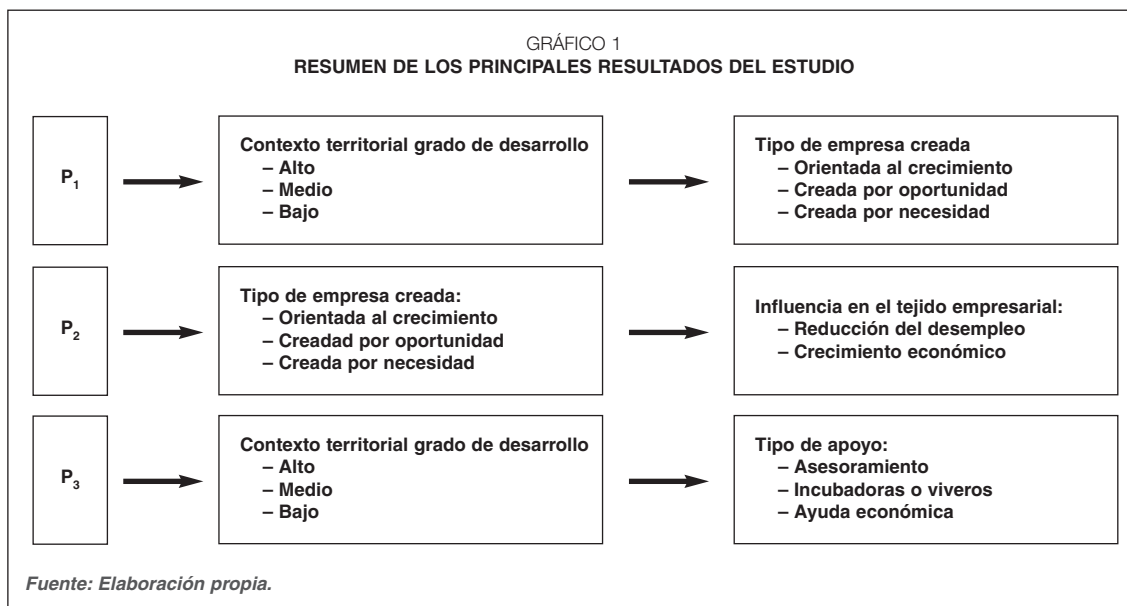 GRÁFICO 1
RESUMEN DE LOS PRINCIPALES RESULTADOS DEL ESTUDIO
P1
Contexto territorial grado de desarrollo
– Alto
– Medio
– Bajo
Tipo de empresa creada
– Orientada al crecimiento
– Creada por oportunidad
– Creada por necesidad
P2
Tipo de empresa creada:
– Orientada al crecimiento
– Creadad por oportunidad
– Creada por necesidad
Influencia en el tejido empresarial:
– Reducción del desempleo
– Crecimiento económico
P3
Contexto territorial grado de desarrollo
– Alto
– Medio
– Bajo
Tipo de apoyo:
– Asesoramiento
– Incubadoras o viveros
– Ayuda económica
Fuente: Elaboración propia.